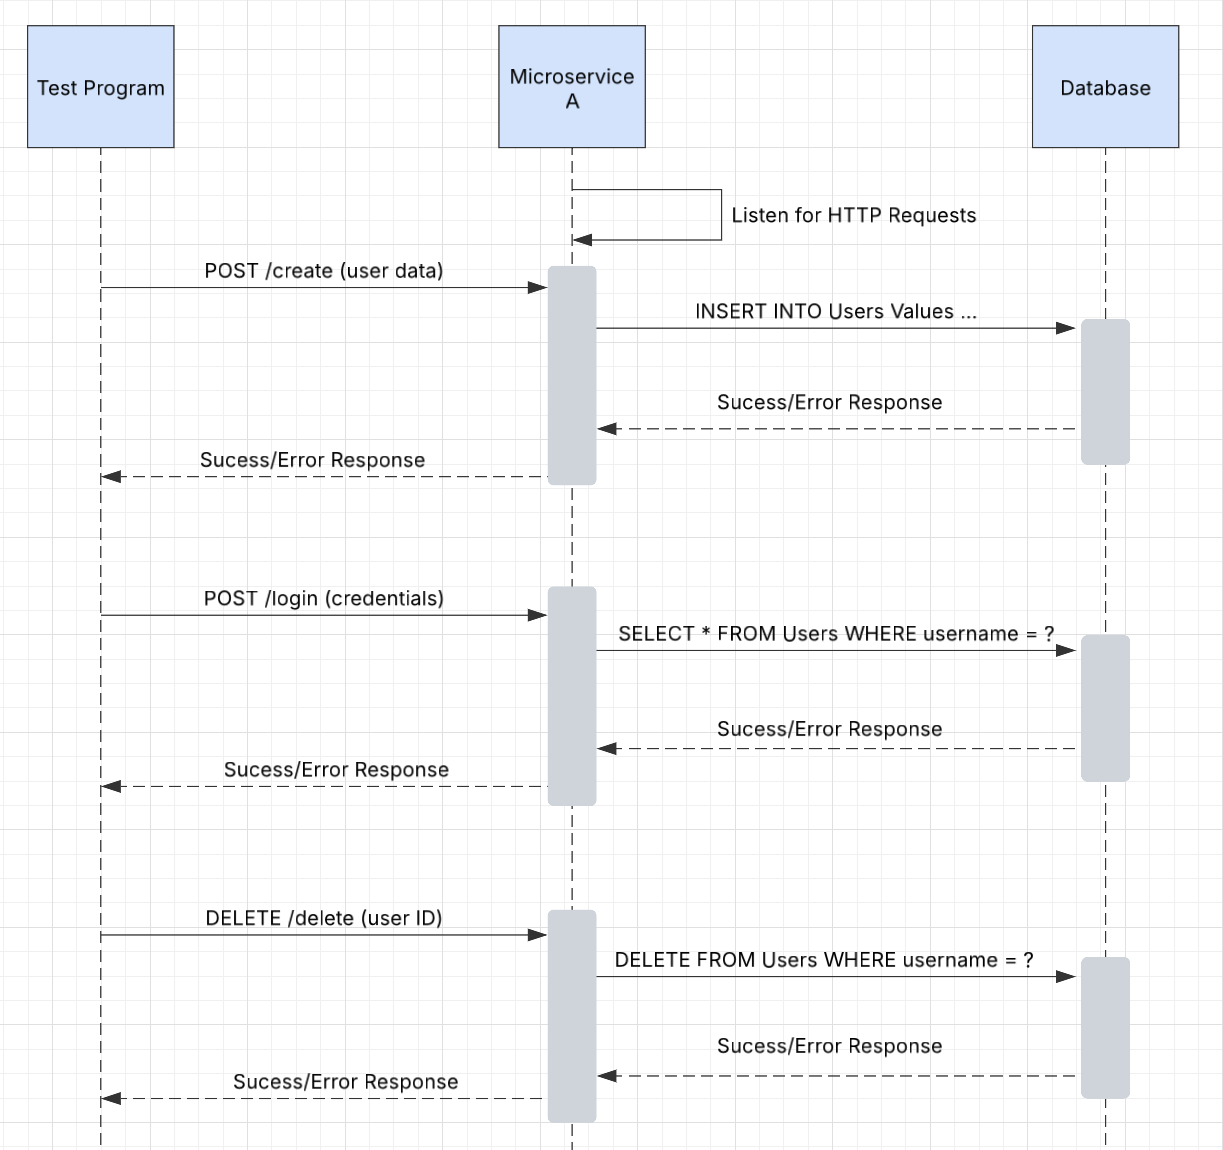 Test Program
Microservice
A
Database
Listen for HTTP Requests
POST /create (user data)
INSERT INTO Users Values ...
Sucess/Error Response
Sucess/Error Response
POST /login (credentials)
SELECT * FROM Users WHERE username = ?
Sucess/Error Response
Sucess/Error Response
DELETE /delete (user ID)
DELETE FROM Users WHERE username = ?
Sucess/Error Response
Sucess/Error Response